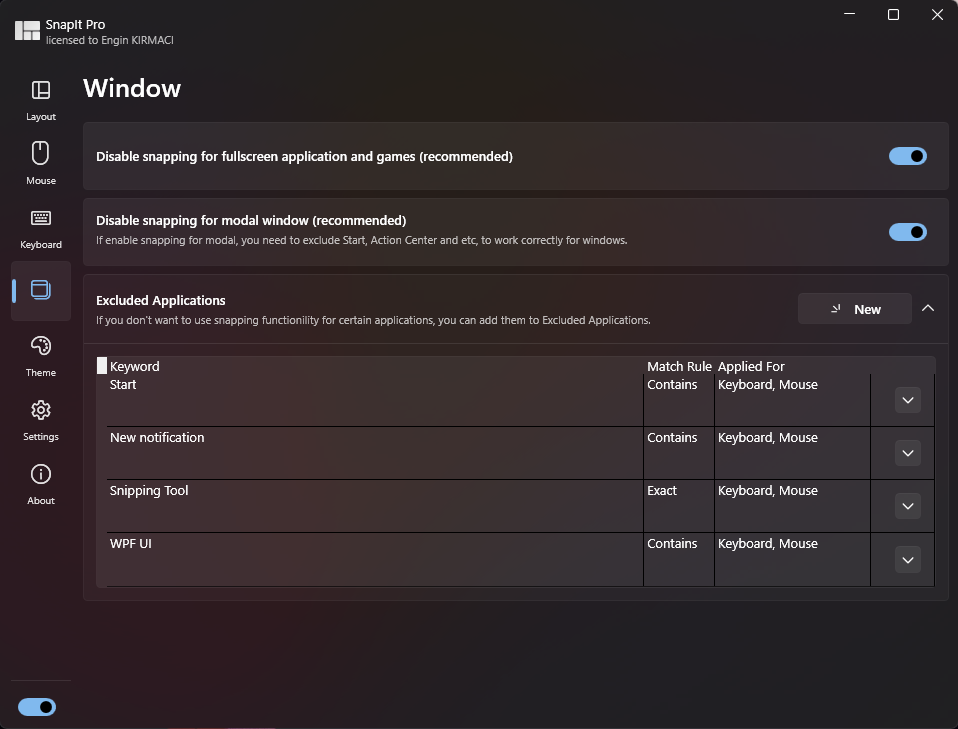 SnapIt Pro
licensed to Engin KIRMACI
Layout
Mouse
Keyboard
Theme
Settings
About
Window
Disable snapping for fullscreen application and games (recommended)
Disable snapping for modal window (recommended)
If enable snapping for modal, you need to exclude Start, Action Center and etc, to work correctly for windows.
Excluded Applications
If you don't want to use snapping functionility for certain applications, you can add them to Excluded Applications.
New
Keyword Match Rule Applied For
Start Contains Keyboard, Mouse
New notification Contains Keyboard, Mouse
Snipping Tool Exact Keyboard, Mouse
WPF UI Contains Keyboard, Mouse